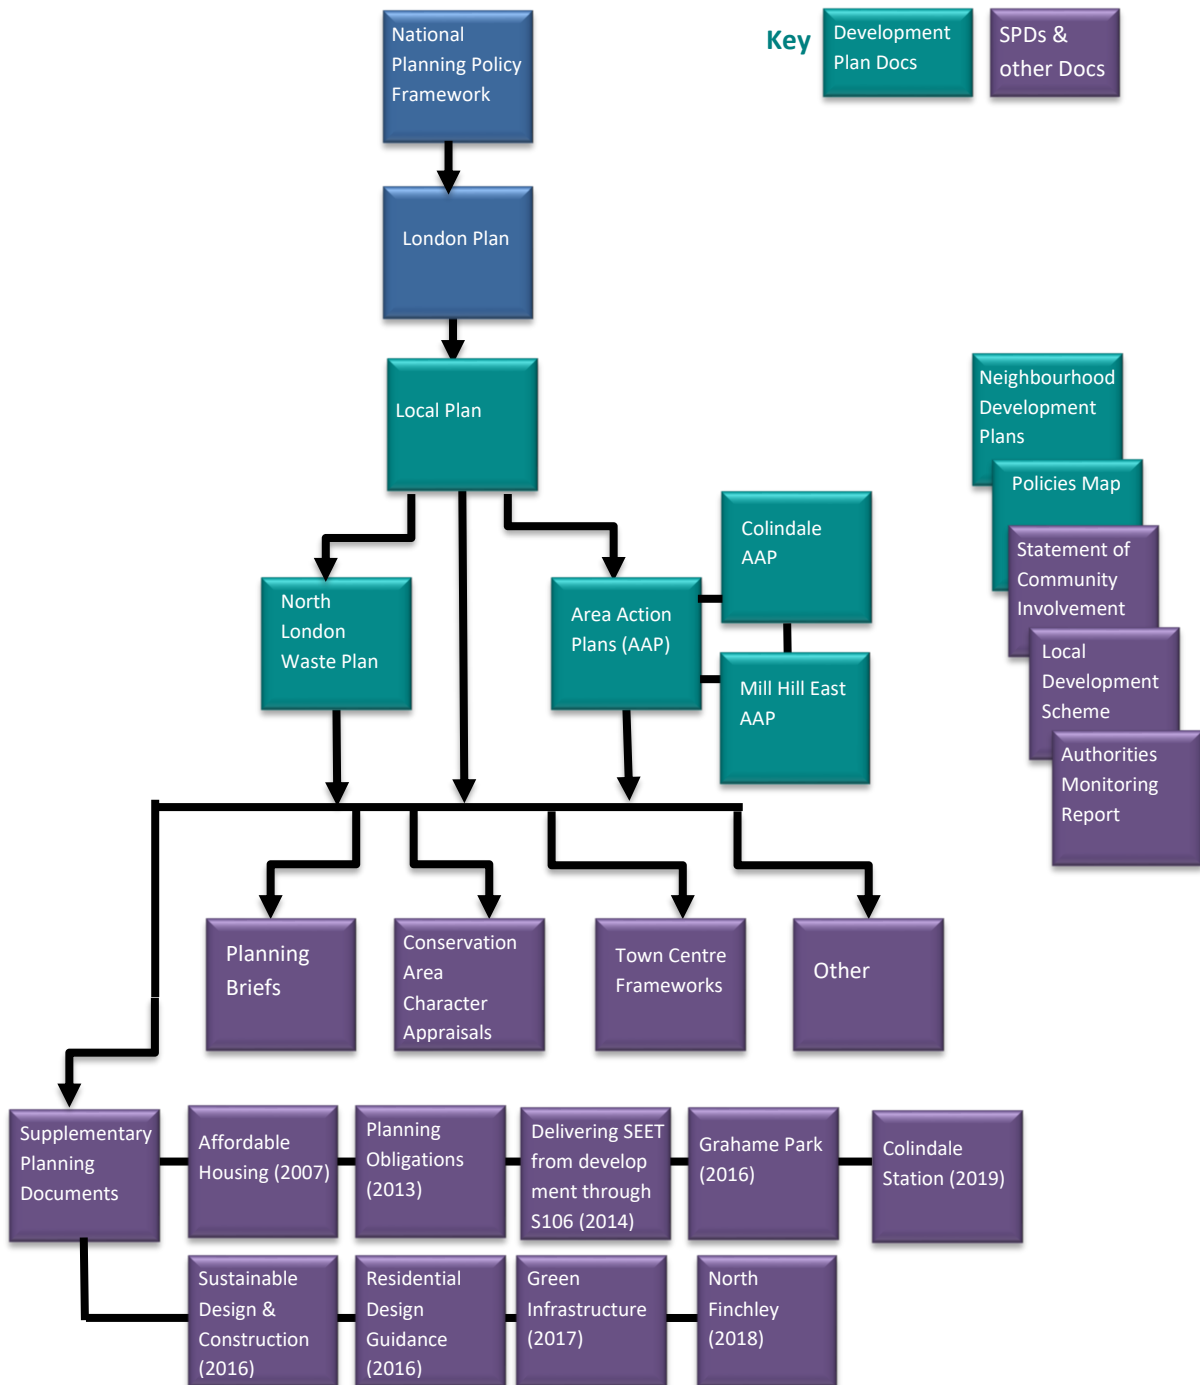 National
Planning Policy
Framework
Key
Development
Plan Docs
SPDs &
other Docs
London Plan
Local Plan
Neighbourhood
Development
Plans
Policies Map
Statement of
Community
Involvement
Local
Development
Scheme
Authorities
Monitoring
Report
North
London
Waste Plan
Area Action
Plans (AAP)
Colindale
AAP
Mill Hill East
AAP
Planning
Briefs
Conservation
Area
Character
Appraisals
Town Centre
Frameworks
Other
Supplementary
Planning
Documents
Affordable
Housing (2007)
Planning
Obligations
(2013)
Delivering SEET
from develop
ment through
S106 (2014)
Grahame Park
(2016)
Colindale
Station (2019)
Sustainable
Design &
Construction
(2016)
Residential
Design
Guidance
(2016)
Green
Infrastructure
(2017)
North
Finchley
(2018)